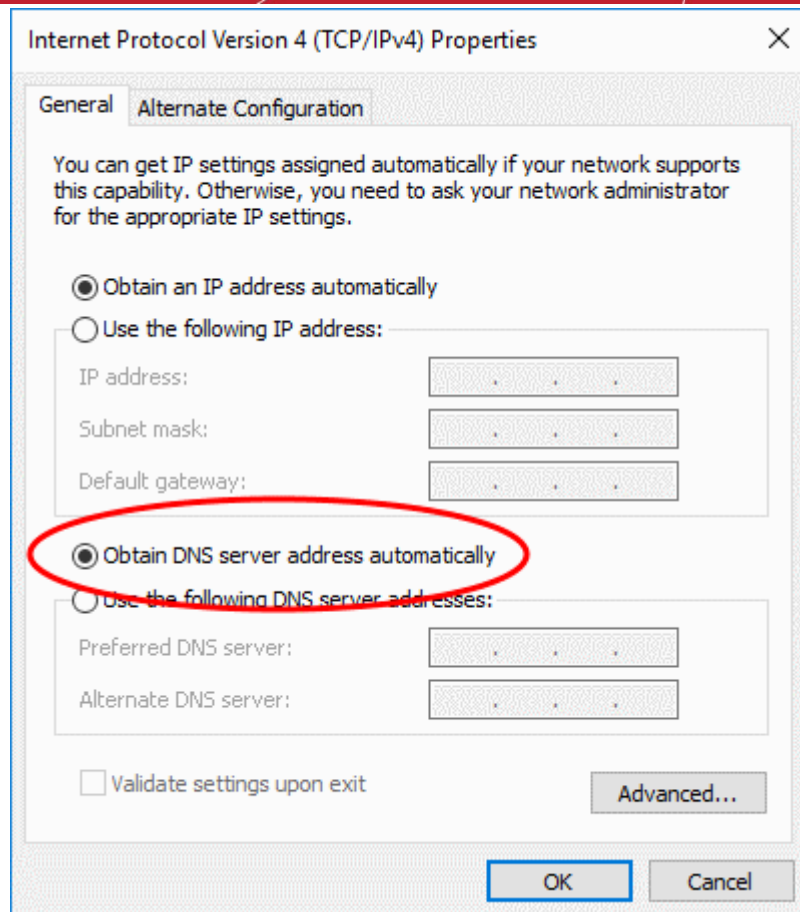 Internet Protocol Version 4 (TCP/IPv4) Properties
General
Alternate Configuration
You can get IP settings assigned automatically if your network supports
this capability. Otherwise, you need to ask your network administrator
for the appropriate IP settings.
Obtain an IP address automatically
Use the following IP address:
IP address:
Subnet mask:
Default gateway:
Obtain DNS server address automatically
Use the following DNS server addresses:
Preferred DNS server:
Alternate DNS server:
Validate settings upon exit
Advanced...
OK
Cancel